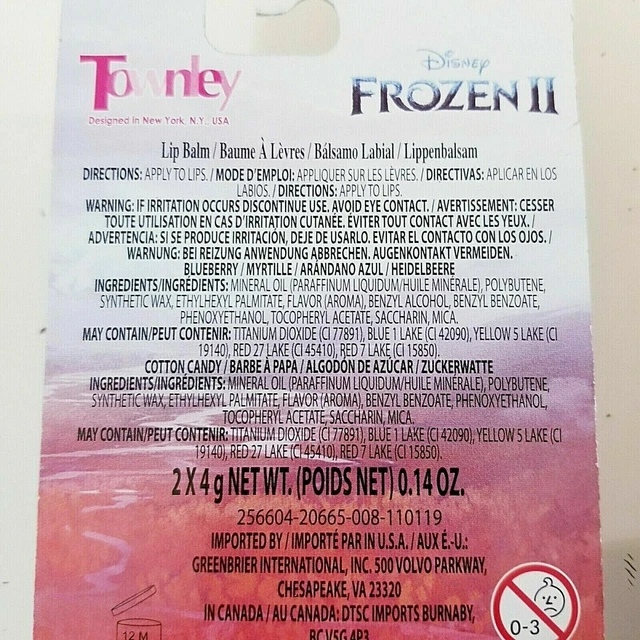 Townley
Designed in New York, N.Y., USA
Disney
FROZEN II
Lip Balm / Baume À Lèvres / Bálsamo Labial / Lippenbalsam
DIRECTIONS: APPLY TO LIPS. / MODE D'EMPLOI: APPLIQUER SUR LES LÈVRES. / DIRECTIVAS: APLICAR EN LOS
LABIOS. / DIRECTIONS: APPLY TO LIPS.
WARNING: IF IRRITATION OCCURS DISCONTINUE USE. AVOID EYE CONTACT. / AVERTISSEMENT: CESSER
TOUTE UTILISATION EN CAS D'IRRITATION CUTANÉE. ÉVITER TOUT CONTACT AVEC LES YEUX. /
ADVERTENCIA: SI SE PRODUCE IRRITACIÓN, DEJE DE USARLO. EVITAR EL CONTACTO CON LOS OJOS. /
WARNUNG: BEI REIZUNG ANWENDUNG ABBRECHEN. AUGENKONTAKT VERMEIDEN.
BLUEBERRY / MYRTILLE / ARÁNDANO AZUL / HEIDELBEERE
INGREDIENTS/INGRÉDIENTS: MINERAL OIL (PARAFFINUM LIQUIDUM/HUILE MINÉRALE), POLYBUTENE,
SYNTHETIC WAX, ETHYLHEXYL PALMITATE, FLAVOR (AROMA), BENZYL ALCOHOL, BENZYL BENZOATE,
PHENOXYETHANOL, TOCOPHERYL ACETATE, SACCHARIN, MICA.
MAY CONTAIN/PEUT CONTENIR: TITANIUM DIOXIDE (CI 77891), BLUE 1 LAKE (CI 42090), YELLOW 5 LAKE (CI
19140), RED 27 LAKE (CI 45410), RED 7 LAKE (CI 15850).
COTTON CANDY / BARBE À PAPA / ALGODÓN DE AZÚCAR / ZUCKERWATTE
INGREDIENTS/INGRÉDIENTS: MINERAL OIL (PARAFFINUM LIQUIDUM/HUILE MINÉRALE), POLYBUTENE,
SYNTHETIC WAX, ETHYLHEXYL PALMITATE, FLAVOR (AROMA), BENZYL BENZOATE, PHENOXYETHANOL,
TOCOPHERYL ACETATE, SACCHARIN, MICA.
MAY CONTAIN/PEUT CONTENIR: TITANIUM DIOXIDE (CI 77891), BLUE 1 LAKE (CI 42090), YELLOW 5 LAKE (CI
19140), RED 27 LAKE (CI 45410), RED 7 LAKE (CI 15850).
2 X 4 g NET WT. (POIDS NET) 0.14 OZ.
256604-20665-008-110119
IMPORTED BY / IMPORTÉ PAR IN U.S.A. / AUX É.-U.:
GREENBRIER INTERNATIONAL, INC. 500 VOLVO PARKWAY,
CHESAPEAKE, VA 23320
IN CANADA / AU CANADA: DTSC IMPORTS BURNABY,
BC V5G 4P3
12 M
0-3